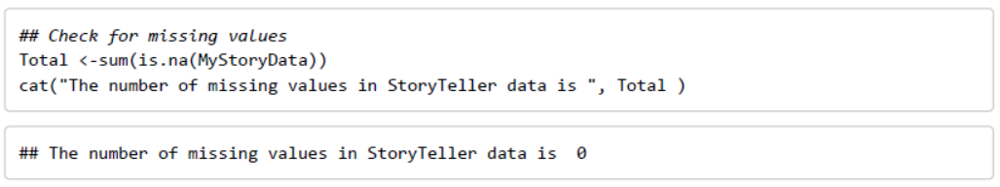 ## Check for missing values
Total <-sum(is.na(MyStoryData))
cat("The number of missing values in StoryTeller data is ", Total )
## The number of missing values in StoryTeller data is  0